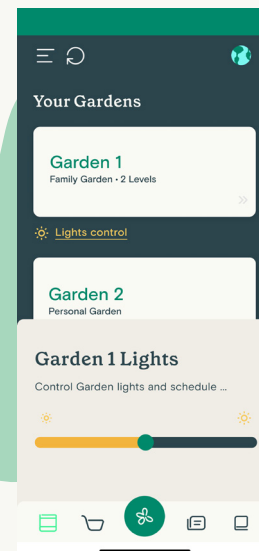 Your Gardens
Garden 1
Family Garden • 2 Levels
Lights control
Garden 2
Personal Garden
Garden 1 Lights
Control Garden lights and schedule ...